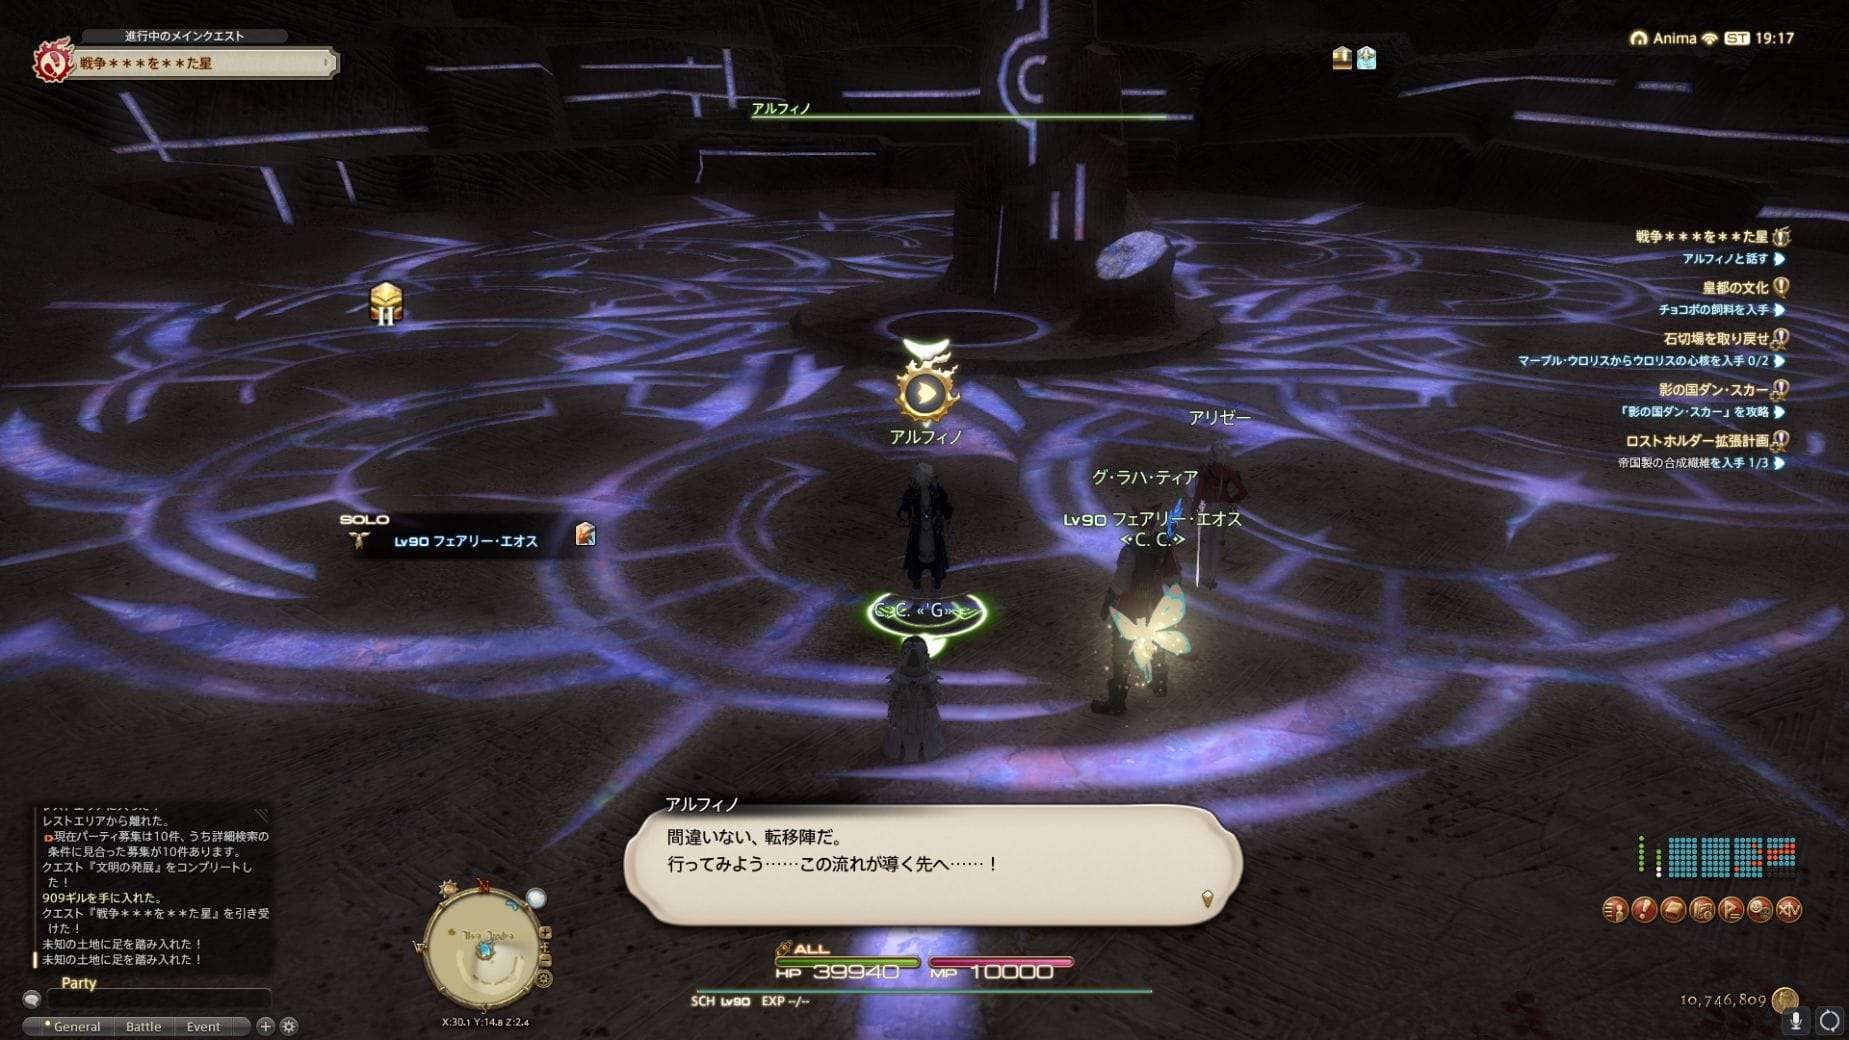 進行中のメインクエスト
戦争＊＊＊を＊＊た星
Anima ST 19:17
アルフィノ
戦争＊＊＊を＊＊た星
アルフィノと話す
皇都の文化
チョコボの飼料を入手
石切場を取り戻せ
マーブル・ウロリスからウロリスの心核を入手 0/2
影の国ダン・スカー
「影の国ダン・スカー」を攻略
ロストホルダー拡張計画
帝国製の合成繊維を入手 1/3
アルフィノ
アリゼー
グ・ラハ・ティア
Lv90 フェアリー・エオス
C. C.
SOLO
Lv90 フェアリー・エオス
C. C. «'G»
アルフィノ
間違いない、転移陣だ。
行ってみよう……この流れが導く先へ……！
レストエリアから離れた。
現在パーティ募集は10件、うち詳細検索の
条件に見合った募集が10件あります。
クエスト『文明の発展』をコンプリートし
た！
909ギルを手に入れた。
クエスト『戦争＊＊＊を＊＊た星』を引き受
けた！
未知の土地に足を踏み入れた！
未知の土地に足を踏み入れた！
Party
General Battle Event
N
X:30.1 Y:14.8 Z:2.4
ALL
HP 39940 MP 10000
SCH Lv90 EXP --/--
XIV
10,746,809